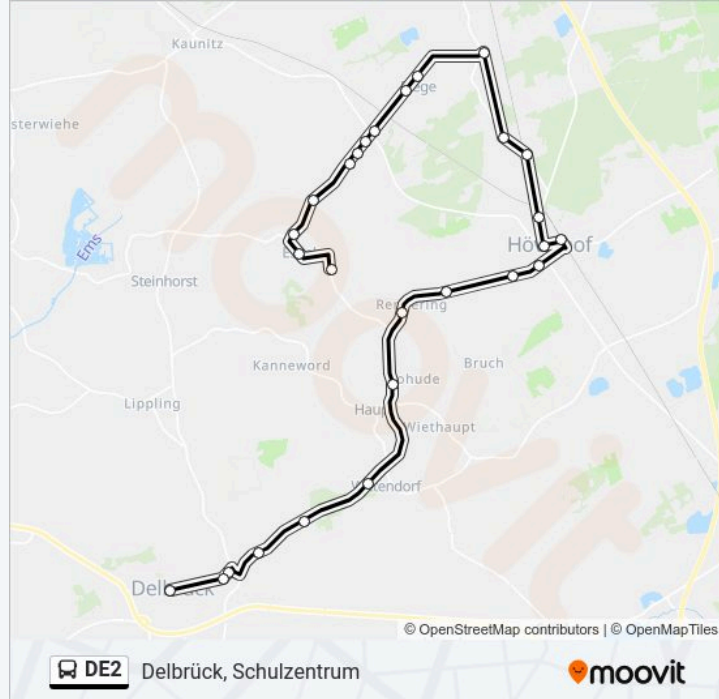 Kaunitz
sterwiehe
Ems
Steinhorst
Kanneword
Bruch
Lippling
Wiethaupt
Delbrück
© OpenStreetMap contributors | © OpenMapTiles
DE2 Delbrück, Schulzentrum
moovit